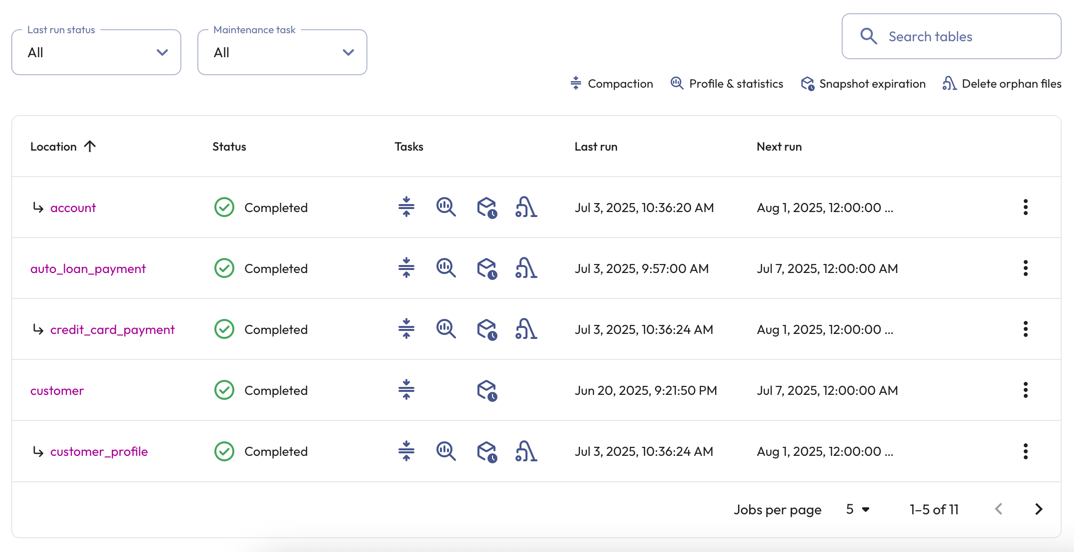 Last run status
All
Maintenance task
All
Search tables
Compaction Profile & statistics Snapshot expiration Delete orphan files
Location Status Tasks Last run Next run
account Completed Jul 3, 2025, 10:36:20 AM Aug 1, 2025, 12:00:00 ...
auto_loan_payment Completed Jul 3, 2025, 9:57:00 AM Jul 7, 2025, 12:00:00 AM
credit_card_payment Completed Jul 3, 2025, 10:36:24 AM Aug 1, 2025, 12:00:00 ...
customer Completed Jun 20, 2025, 9:21:50 PM Jul 7, 2025, 12:00:00 AM
customer_profile Completed Jul 3, 2025, 10:36:24 AM Aug 1, 2025, 12:00:00 ...
Jobs per page 5 1–5 of 11